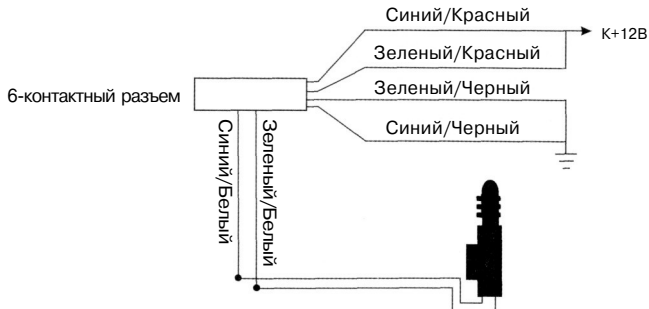 Синий/Красный
К+12В
Зеленый/Красный
6-контактный разъем
Зеленый/Черный
Синий/Черный
Синий/Белый
Зеленый/Белый